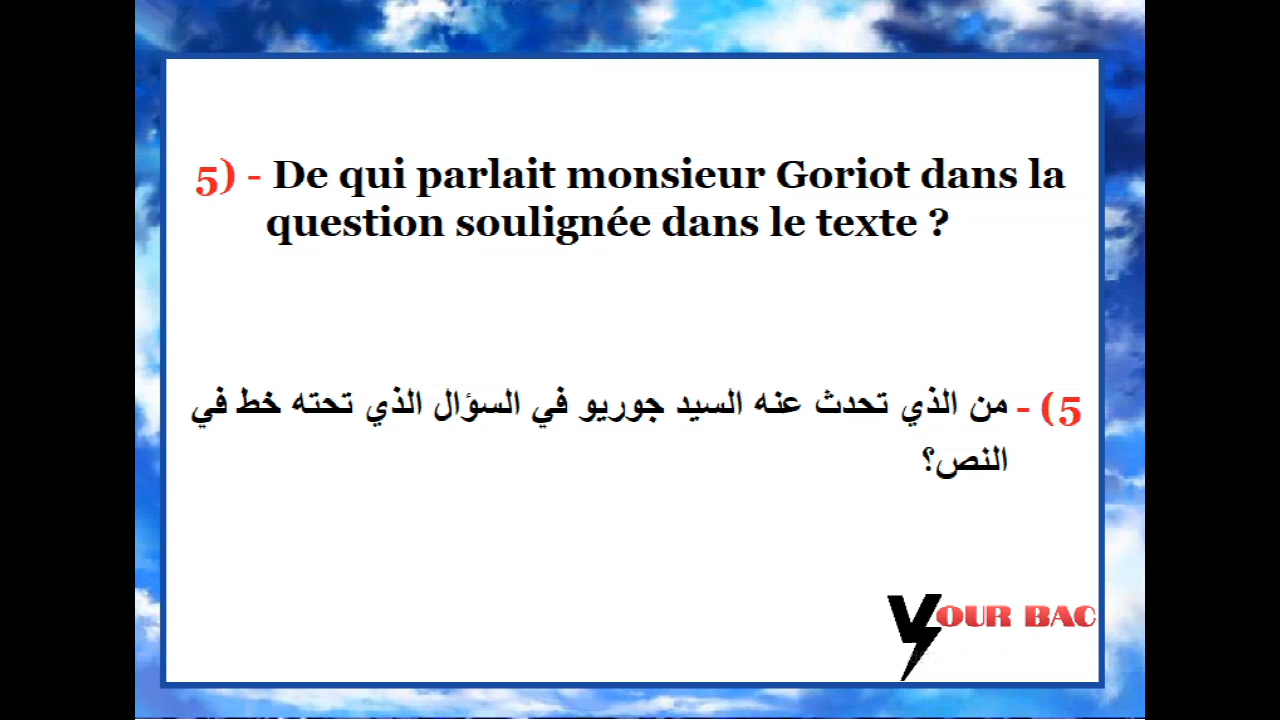 5) - De qui parlait monsieur Goriot dans la
question soulignée dans le texte ?
5) - من الذي تحدث عنه السيد جوريو في السؤال الذي تحته خط في
النص؟
YOUR BAC